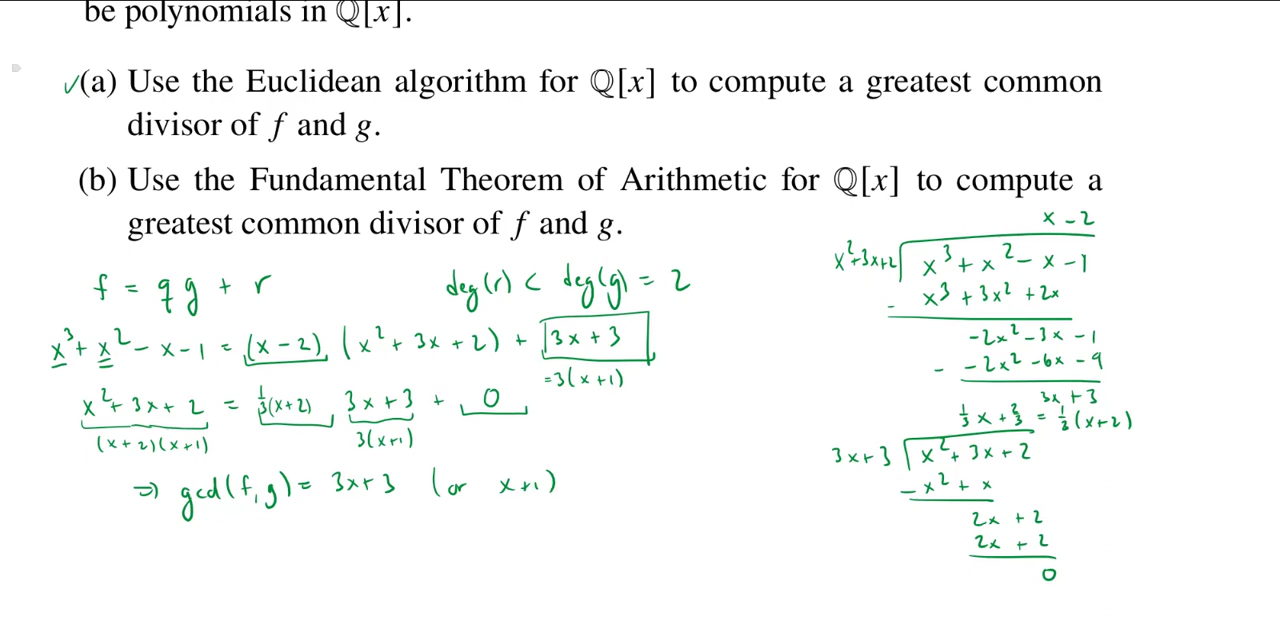 be polynomials in ℚ[x].
✓(a) Use the Euclidean algorithm for ℚ[x] to compute a greatest common
divisor of f and g.
(b) Use the Fundamental Theorem of Arithmetic for ℚ[x] to compute a
greatest common divisor of f and g.
f = qg + r
deg(r) < deg(g) = 2
x³ + x² - x - 1 = (x - 2) (x² + 3x + 2) + 3x + 3
= 3(x+1)
x² + 3x + 2 = ⅓(x+2) 3x + 3 + 0
(x+2)(x+1)
3(x+1)
⇒ gcd(f,g) = 3x+3 (or x+1)
x - 2
x²+3x+2 x³ + x² - x - 1
- x³ + 3x² + 2x
-2x² - 3x - 1
- -2x² - 6x - 4
3x + 3
⅓x + ⅔ = ⅓(x+2)
3x+3 x² + 3x + 2
- x² + x
2x + 2
2x + 2
0